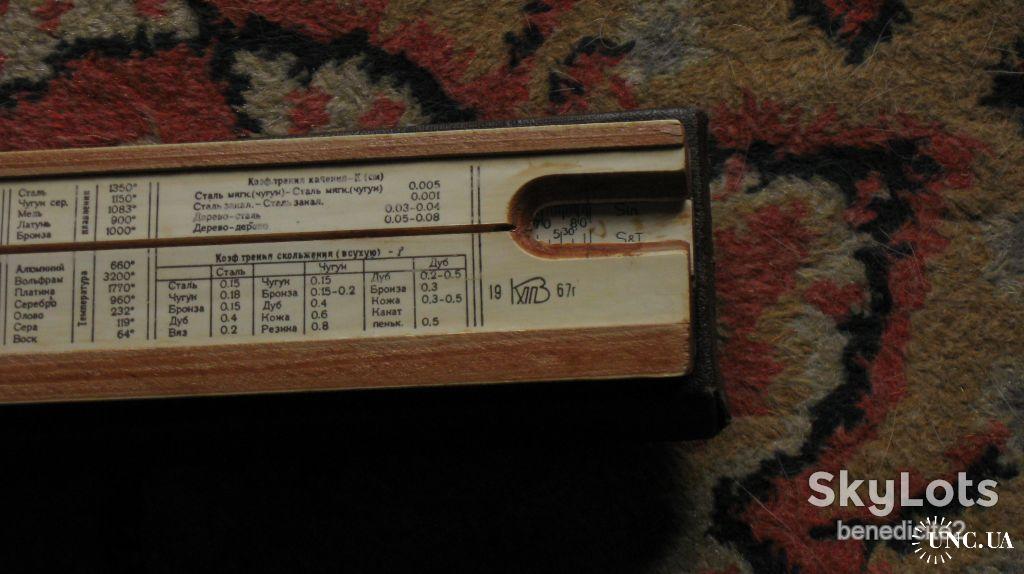 Сталь 1350°
Чугун сер. 1150°
Медь 1083°
Латунь 900°
Бронза 1000°
плавления
Алюминий 660°
Вольфрам 3200°
Платина 1770°
Серебро 960°
Олово 232°
Сера 119°
Воск 64°
Температура
Коэф.трения качения-К (см)
Сталь мягк.(чугун)-Сталь мягк.(чугун) 0.005
Сталь закал.-Сталь закал. 0.001
Дерево-сталь 0.03-0.04
Дерево-дерево 0.05-0.08
Коэф тренья скольжения (всухую) -
Сталь Чугун Дуб
Сталь 0.15 Чугун 0.15 Дуб 0.2-0.5
Чугун 0.18 Бронза 0.15-0.2 Бронза 0.3
Бронза 0.15 Дуб 0.4 Кожа 0.3-0.5
Дуб 0.4 Кожа 0.6 Канат
Вяз 0.2 Резина 0.8 пеньк. 0.5
19 67г
Sin
S&T
SkyLots
benedicite2
UNC.UA